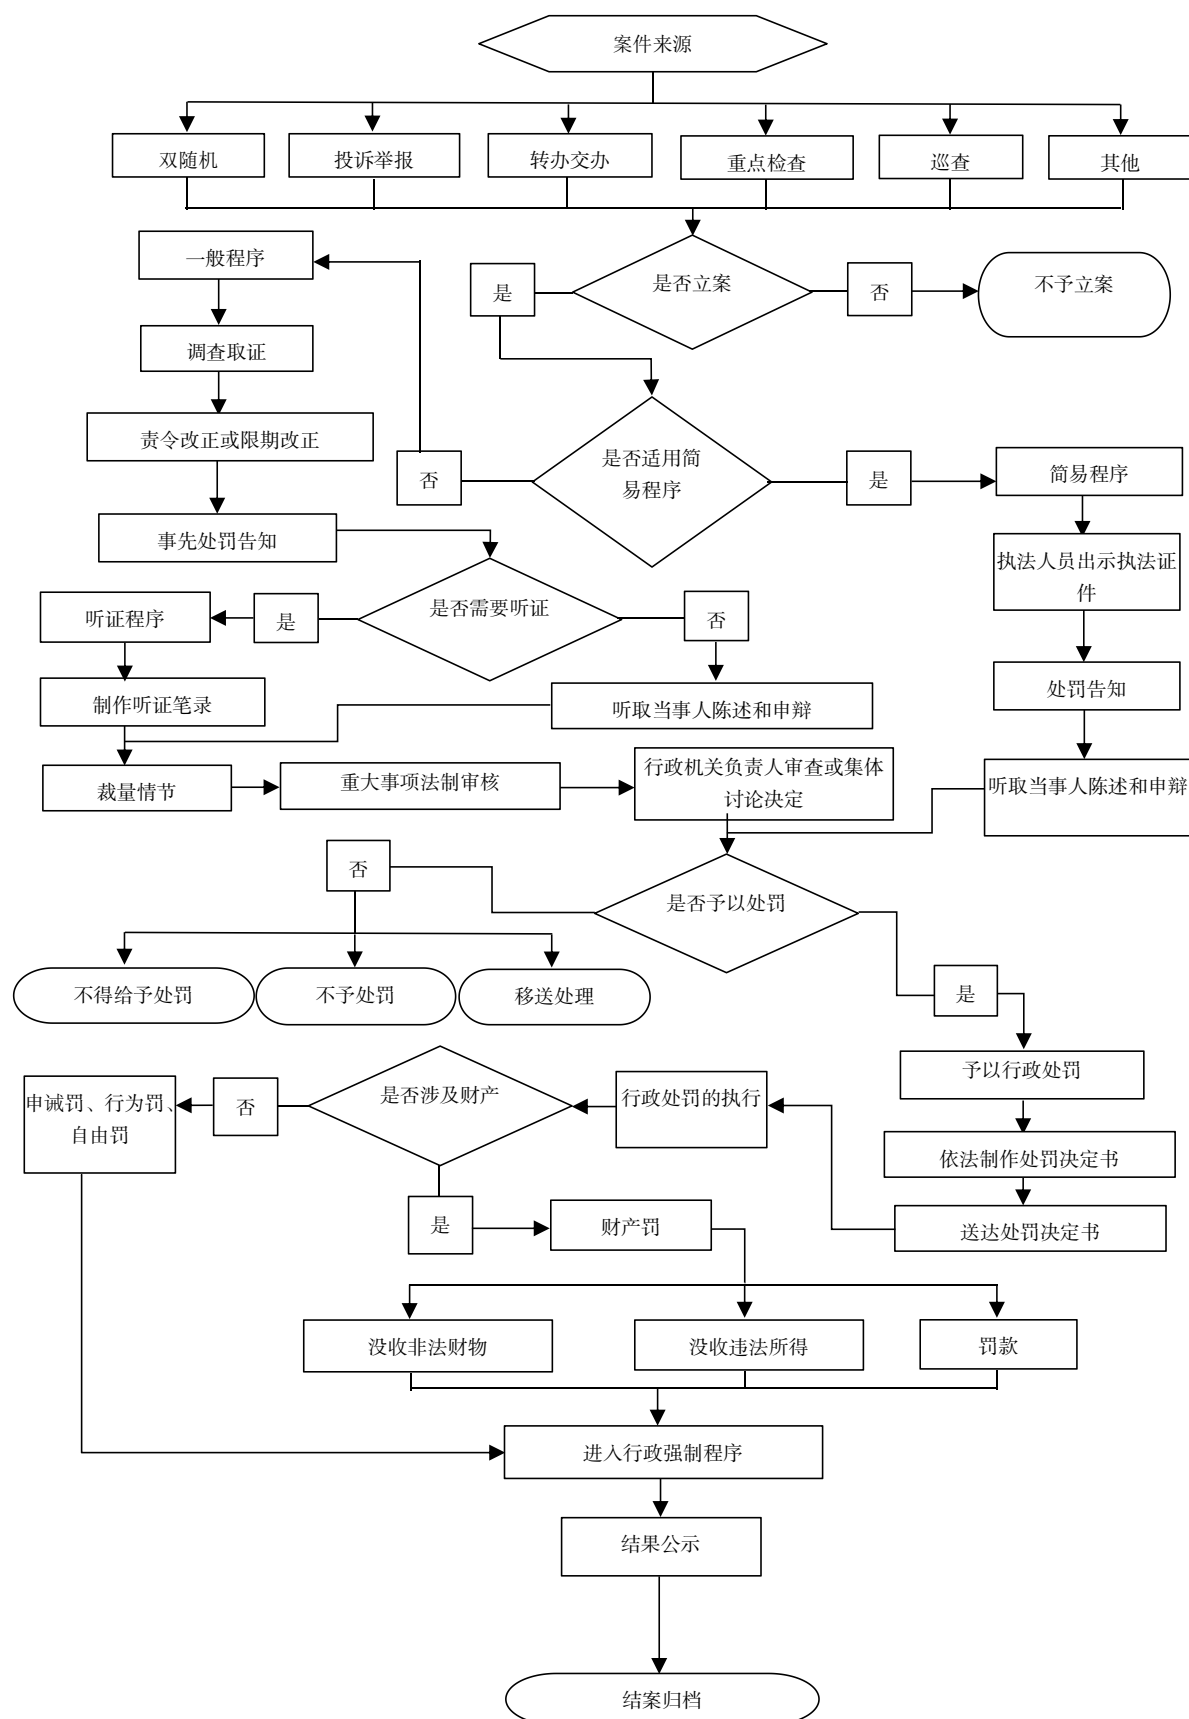 案件来源
双随机
投诉举报
转办交办
重点检查
巡查
其他
一般程序
是
是否立案
否
不予立案
调查取证
责令改正或限期改正
否
是否适用简
易程序
是
简易程序
事先处罚告知
执法人员出示执法证
件
听证程序
是
是否需要听证
否
制作听证笔录
听取当事人陈述和申辩
处罚告知
裁量情节
重大事项法制审核
行政机关负责人审查或集体
讨论决定
听取当事人陈述和申辩
否
是否予以处罚
不得给予处罚
不予处罚
移送处理
是
予以行政处罚
申诫罚、行为罚、
自由罚
否
是否涉及财产
行政处罚的执行
依法制作处罚决定书
是
财产罚
送达处罚决定书
没收非法财物
没收违法所得
罚款
进入行政强制程序
结果公示
结案归档